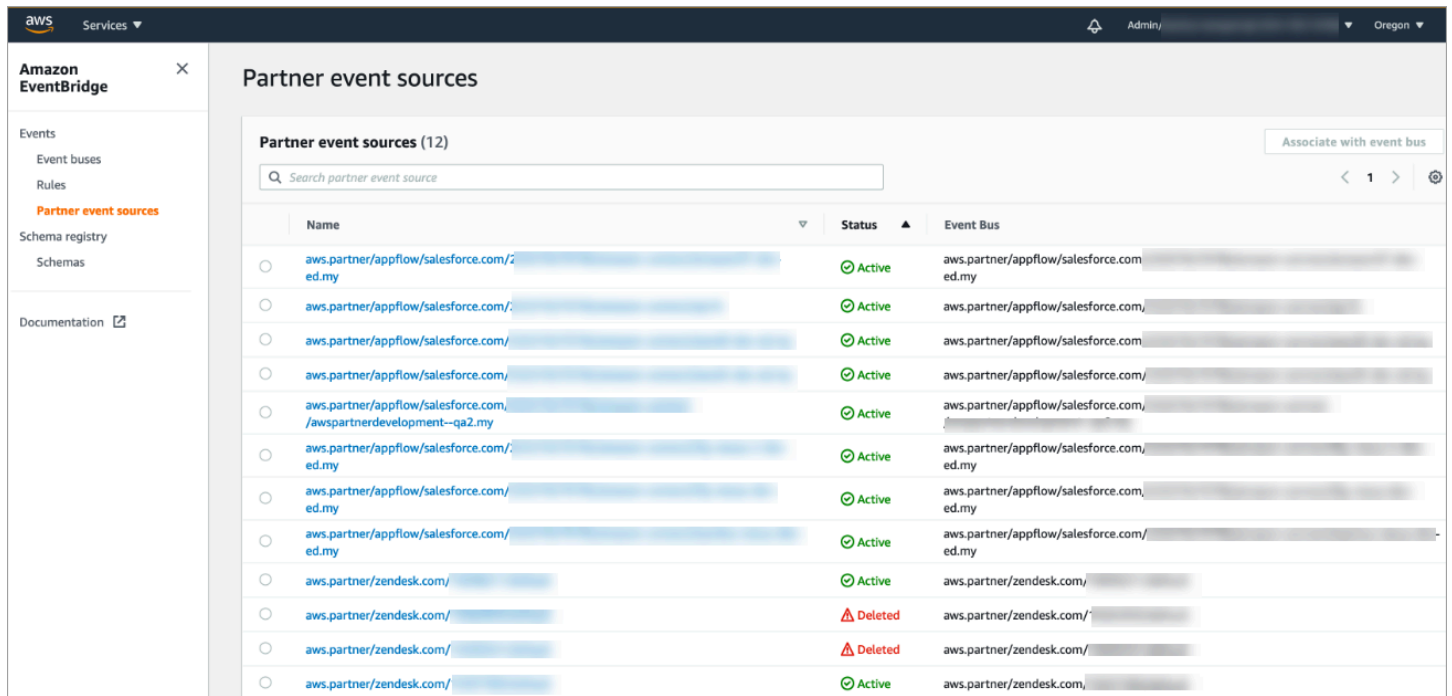 aws
Services ▼
Admin/
Oregon ▼
Amazon
EventBridge
Events
Event buses
Rules
Partner event sources
Schema registry
Schemas
Documentation
Partner event sources
Partner event sources (12)
Associate with event bus
Search partner event source
1
Name Status Event Bus
aws.partner/appflow/salesforce.com/2
ed.my
Active
aws.partner/appflow/salesforce.com
ed.my
aws.partner/appflow/salesforce.com/ Active aws.partner/appflow/salesforce.com/
aws.partner/appflow/salesforce.com/ Active aws.partner/appflow/salesforce.com
aws.partner/appflow/salesforce.com/ Active aws.partner/appflow/salesforce.com/
aws.partner/appflow/salesforce.com/
/awspartnerdevelopment--qa2.my
Active
aws.partner/appflow/salesforce.com/
aws.partner/appflow/salesforce.com/
ed.my
Active
aws.partner/appflow/salesforce.com/
ed.my
aws.partner/appflow/salesforce.com/
ed.my
Active
aws.partner/appflow/salesforce.com/
ed.my
aws.partner/appflow/salesforce.com/
ed.my
Active
aws.partner/appflow/salesforce.com/
ed.my
aws.partner/zendesk.com/ Active aws.partner/zendesk.com/
aws.partner/zendesk.com/ Deleted aws.partner/zendesk.com/
aws.partner/zendesk.com/ Deleted aws.partner/zendesk.com/
aws.partner/zendesk.com/ Active aws.partner/zendesk.com/